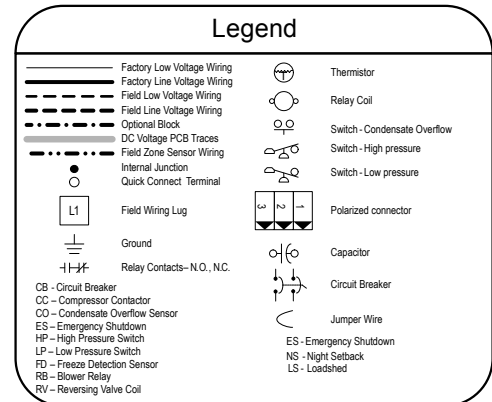 Legend
Factory Low Voltage Wiring
Factory Line Voltage Wiring
Field Low Voltage Wiring
Field Line Voltage Wiring
Optional Block
DC Voltage PCB Traces
Field Zone Sensor Wiring
Internal Junction
Quick Connect Terminal
L1 Field Wiring Lug
Ground
Relay Contacts– N.O., N.C.
CB - Circuit Breaker
CC – Compressor Contactor
CO – Condensate Overflow Sensor
ES – Emergency Shutdown
HP – High Pressure Switch
LP – Low Pressure Switch
FD – Freeze Detection Sensor
RB – Blower Relay
RV – Reversing Valve Coil
Thermistor
Relay Coil
Switch - Condensate Overflow
Switch - High pressure
Switch - Low pressure
3 2 1 Polarized connector
Capacitor
Circuit Breaker
Jumper Wire
ES - Emergency Shutdown
NS - Night Setback
LS - Loadshed